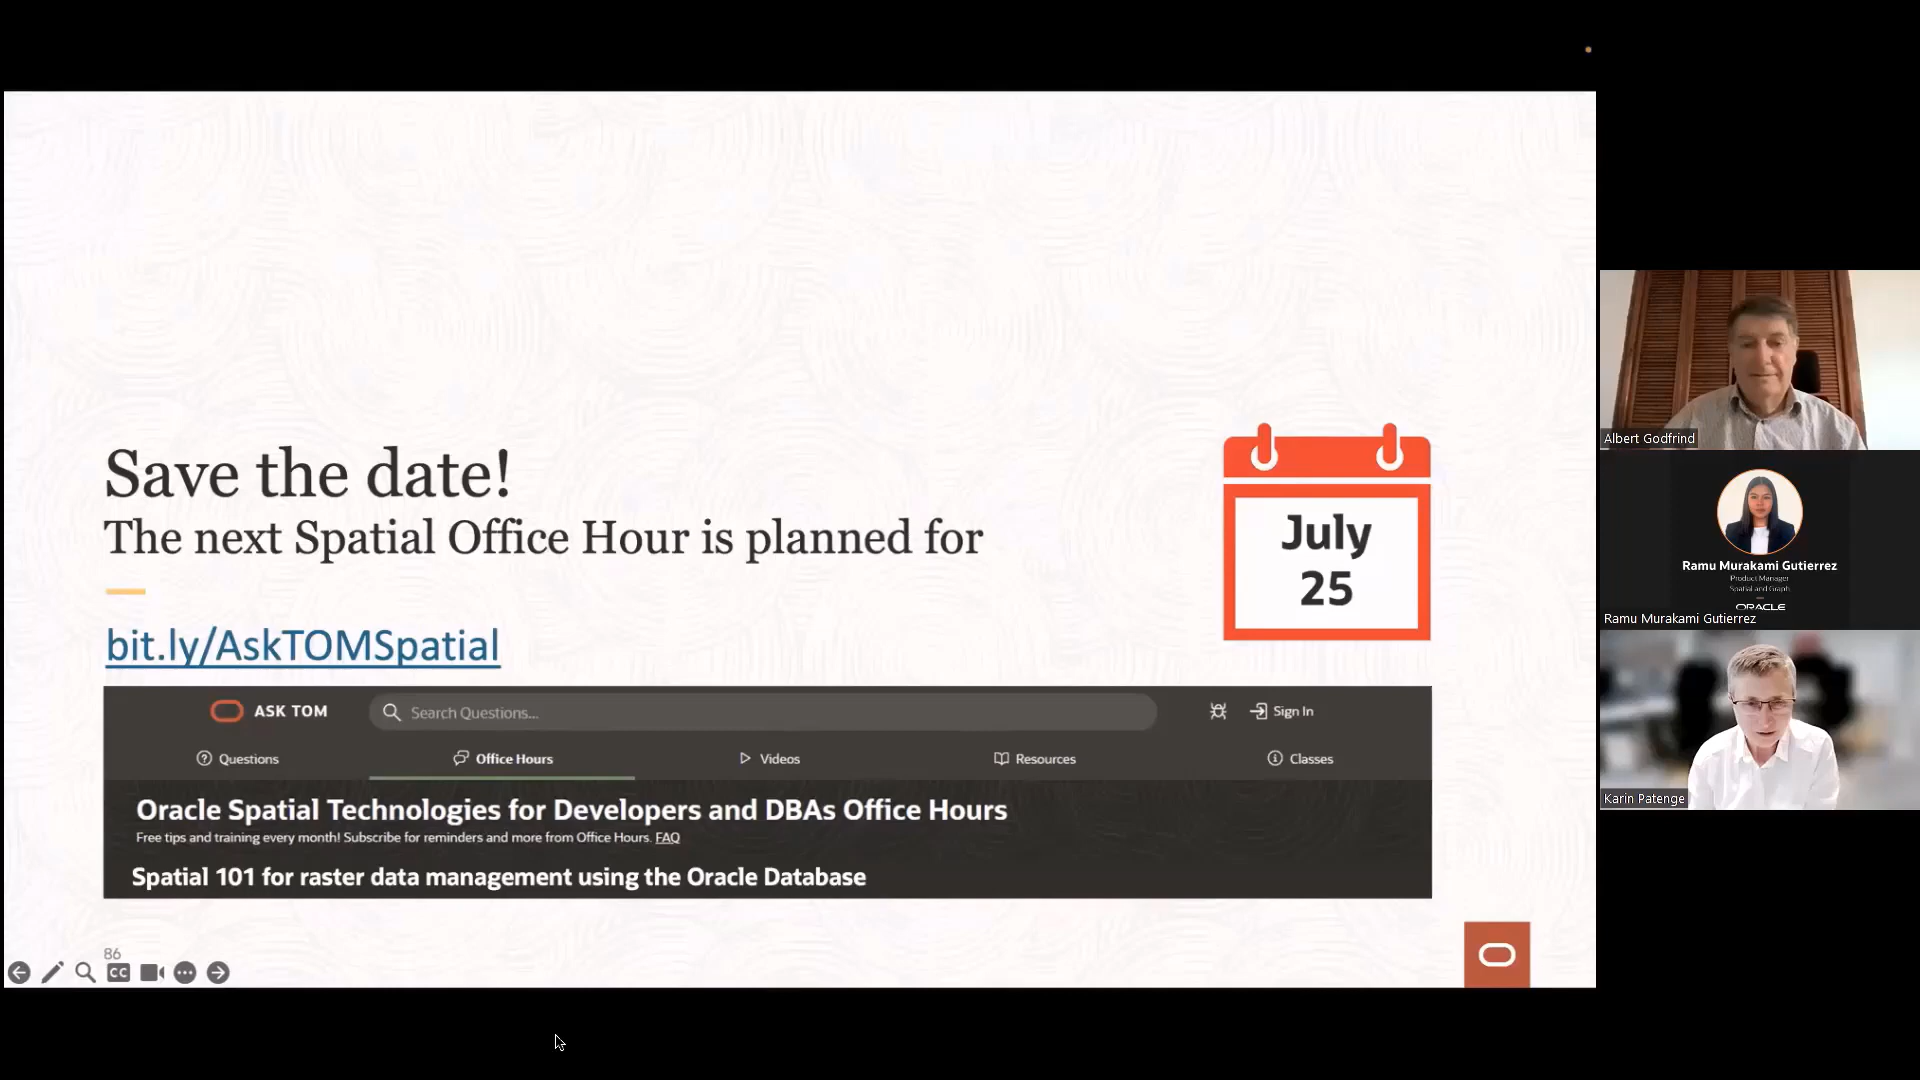 Save the date!
The next Spatial Office Hour is planned for
July
25
bit.ly/AskTOMSpatial
ASK TOM
Search Questions...
Sign In
Questions
Office Hours
Videos
Resources
Classes
Oracle Spatial Technologies for Developers and DBAs Office Hours
Free tips and training every month! Subscribe for reminders and more from Office Hours. FAQ
Spatial 101 for raster data management using the Oracle Database
86
CC
Albert Godfrind
Ramu Murakami Gutierrez
Product Manager
Spatial and Graph
ORACLE
Ramu Murakami Gutierrez
Karin Patenge